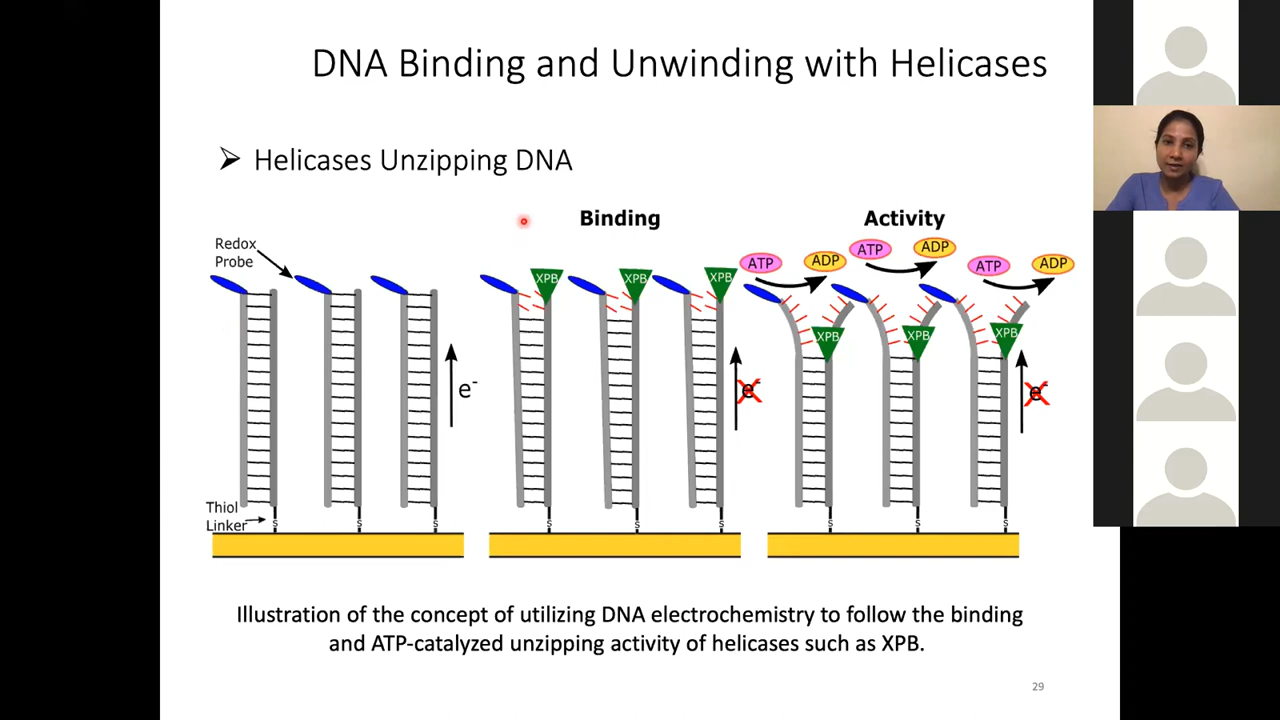 DNA Binding and Unwinding with Helicases
➢ Helicases Unzipping DNA
Binding
Activity
Redox
Probe
XPB
XPB
XPB
ATP
ADP
ATP
ADP
ATP
ADP
XPB
XPB
XPB
e-
e-
e-
Thiol
Linker
S
S
S
S
S
S
S
S
S
Illustration of the concept of utilizing DNA electrochemistry to follow the binding
and ATP-catalyzed unzipping activity of helicases such as XPB.
29